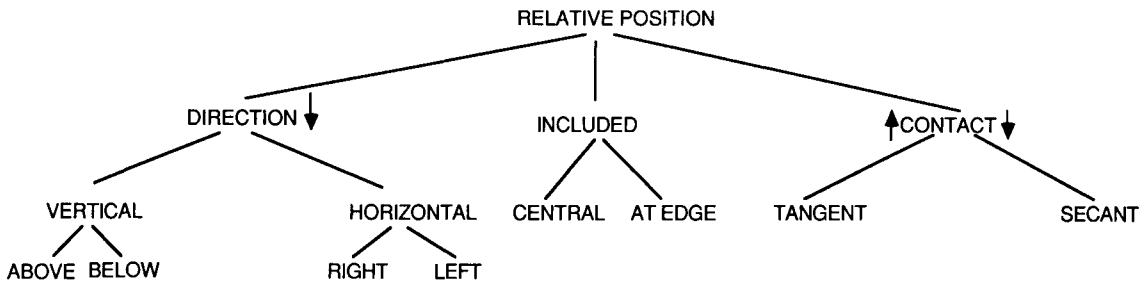 RELATIVE POSITION
DIRECTION INCLUDED CONTACT
VERTICAL HORIZONTAL CENTRAL AT EDGE TANGENT SECANT
ABOVE BELOW RIGHT LEFT